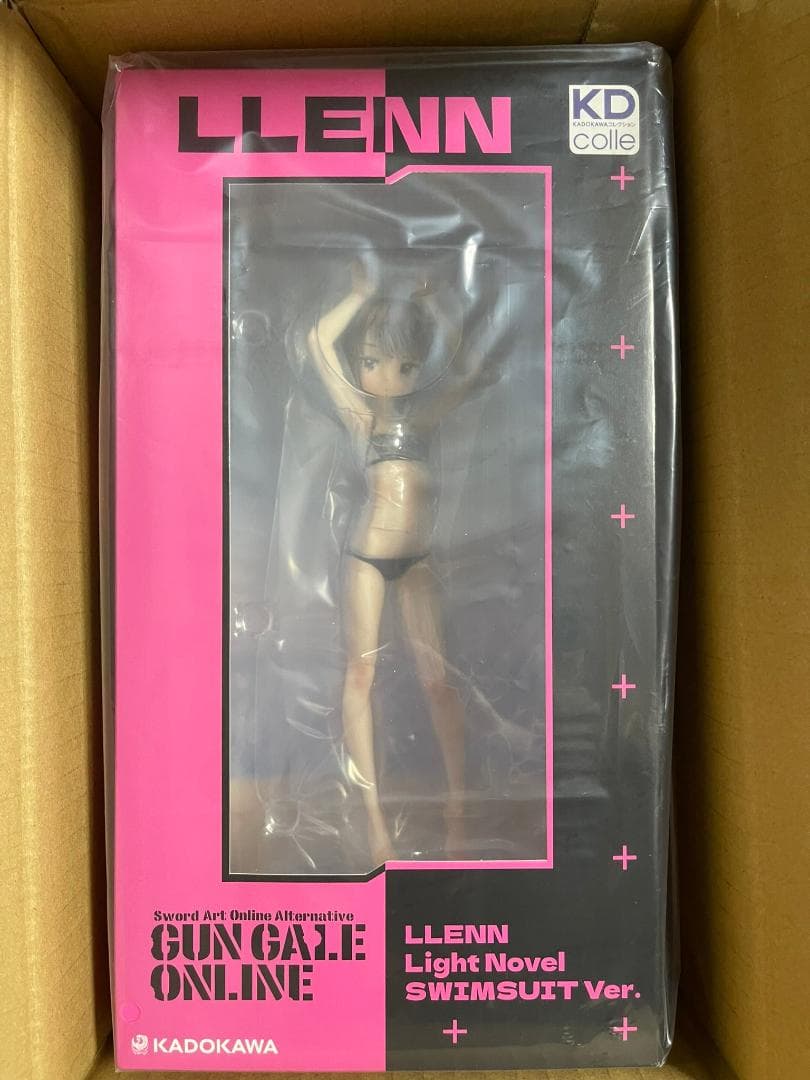 LLENN
KD
KADOKAWAコレクション
colle
Sword Art Online Alternative
GUN GALE
ONLINE
LLENN
Light Novel
SWIMSUIT Ver.
KADOKAWA